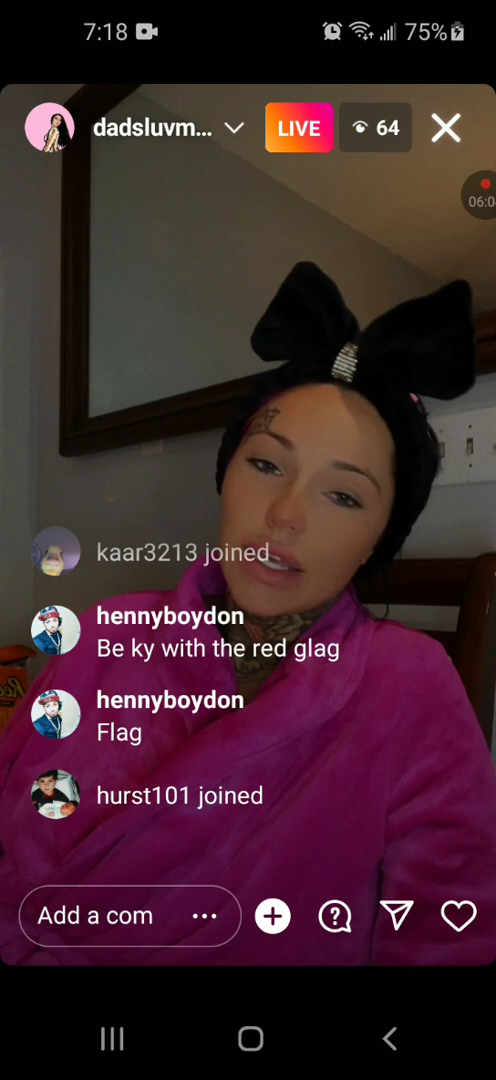 7:18
75%
dadsluvm...
LIVE
64
06:0
kaar3213 joined
hennyboydon
Be ky with the red glag
hennyboydon
Flag
hurst101 joined
Add a com